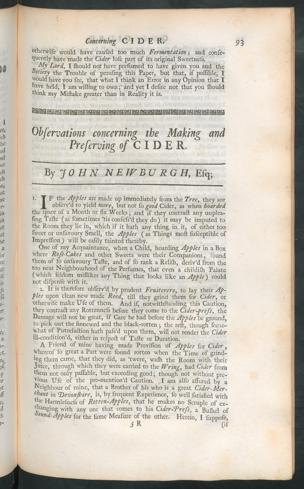 Concerning CIDER. 93
otherwise would have caused too much Fermentation; and conse-
quently have made the Cider lose part of its original Sweetness.
My Lord, I should not have presumed to have given you and the
Society the Trouble of perusing this Paper, but that, if possible, I
would have you see, that what I think an Error in any Opinion that I
have held, I am willing to own; and yet I desire not that you should
think my Mistake greater than in Reality it is.
Observations concerning the Making and
Preserving of CIDER.
By JOHN NEWBURGH, Esq;
1. IF the Apples are made up immediately from the Tree, they are
observ'd to yield more, but not so good Cider, as when hoarded
the space of a Month or six Weeks; and if they contract any unplea-
sing Taste (as sometimes 'tis confess'd they do) it may be imputed to
the Room they lie in, which if it hath any thing in it, of either too
sweet or unsavoury Smell, the Apples (as Things most susceptible of
Impression) will be easily tainted thereby.
One of my Acquaintance, when a Child, hoarding Apples in a Box
where Rose-Cakes and other Sweets were their Companions, found
them of so unsavoury Taste, and of so rank a Relish, deriv'd from the
too near Neighbourhood of the Perfumes, that even a childish Palate
(which seldom misliketh any Thing that looks like an Apple) could
not dispense with it.
2. It is therefore observ'd by prudent Fruiterers, to lay their Ap-
ples upon clean new made Reed, till they grind them for Cider, or
otherwise make Use of them. And if, notwithstanding this Caution,
they contract any Rottenness before they come to the Cider-press, the
Damage will not be great, if Care be had before the Apples be ground,
to pick out the finnowed and the black-rotten; the rest, though some-
what of Putrefaction hath pass'd upon them, will not render the Cider
ill-condition'd, either in respect of Taste or Duration.
A Friend of mine having made Provision of Apples for Cider,
whereof so great a Part were found rotten when the Time of grind-
ing them came, that they did, as 'twere, wash the Room with their
Juice, through which they were carried to the Wring, had Cider from
them not only passable, but exceeding good; though not without pre-
vious Use of the pre-mention'd Caution. I am also assured by a
Neighbour of mine, that a Brother of his who is a great Cider-Mer-
chant in Devonshire, is, by frequent Experience, so well satisfied with
the Harmlessness of Rotten-Apples, that he makes no Scruple of ex-
changing with any one that comes to his Cider-Press, a Bushel of
Sound-Apples for the same Measure of the other. Herein, I suppose,
3 R (if